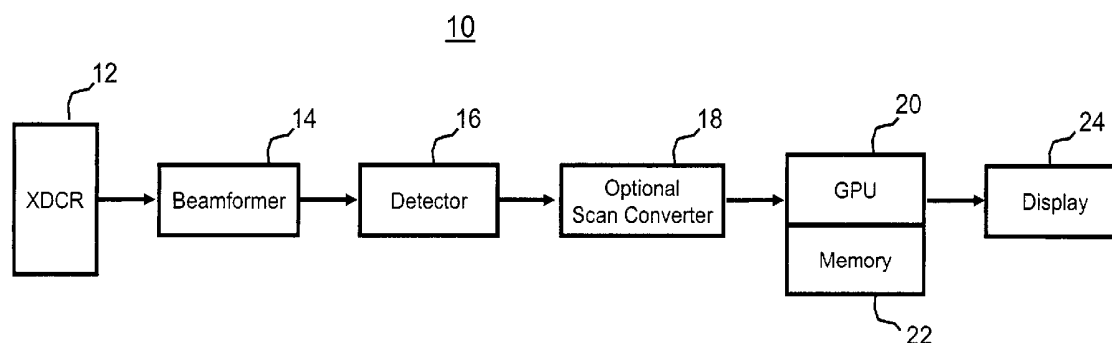 10
12
14
16
18
20
24
XDCR
Beamformer
Detector
Optional
Scan Converter
GPU
Memory
Display
22